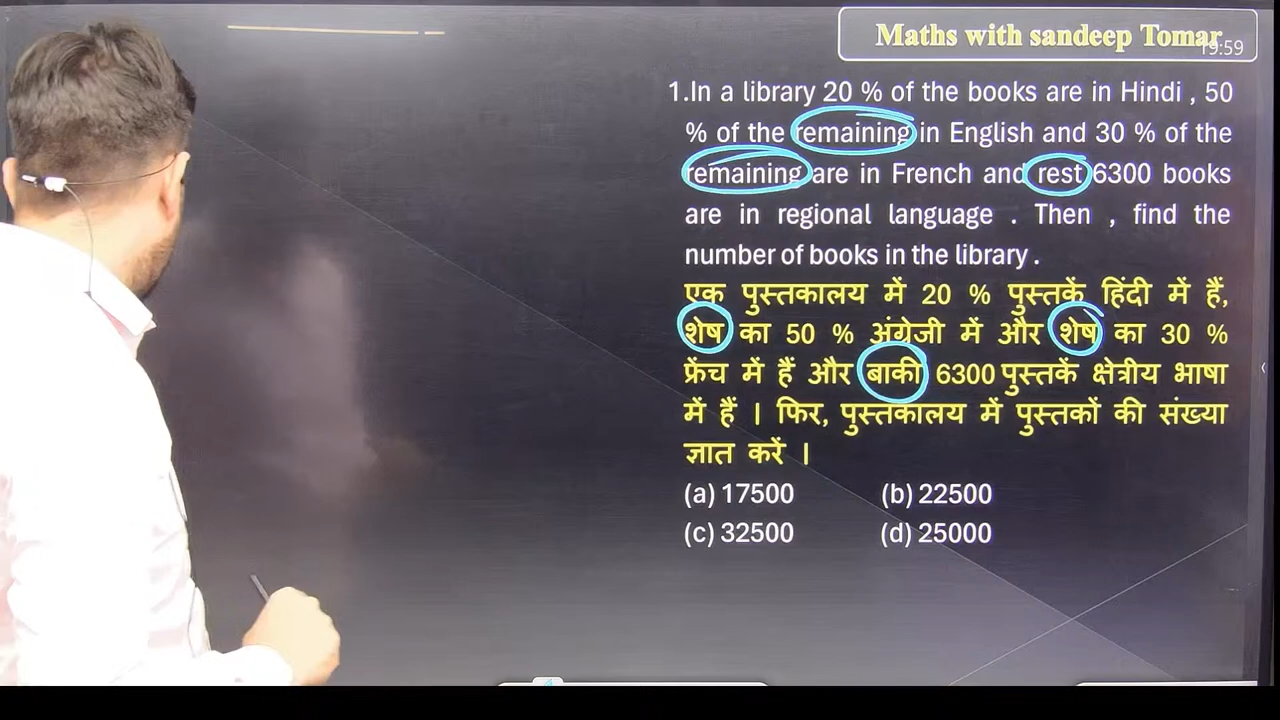 Maths with sandeep Tomar
19:59
1.In a library 20 % of the books are in Hindi , 50
% of the remaining in English and 30 % of the
remaining are in French and rest 6300 books
are in regional language . Then , find the
number of books in the library .
एक पुस्तकालय में 20 % पुस्तकें हिंदी में हैं,
शेष का 50 % अंग्रेजी में और शेष का 30 %
फ्रेंच में हैं और बाकी 6300 पुस्तकें क्षेत्रीय भाषा
में हैं । फिर, पुस्तकालय में पुस्तकों की संख्या
ज्ञात करें ।
(a) 17500 (b) 22500
(c) 32500 (d) 25000